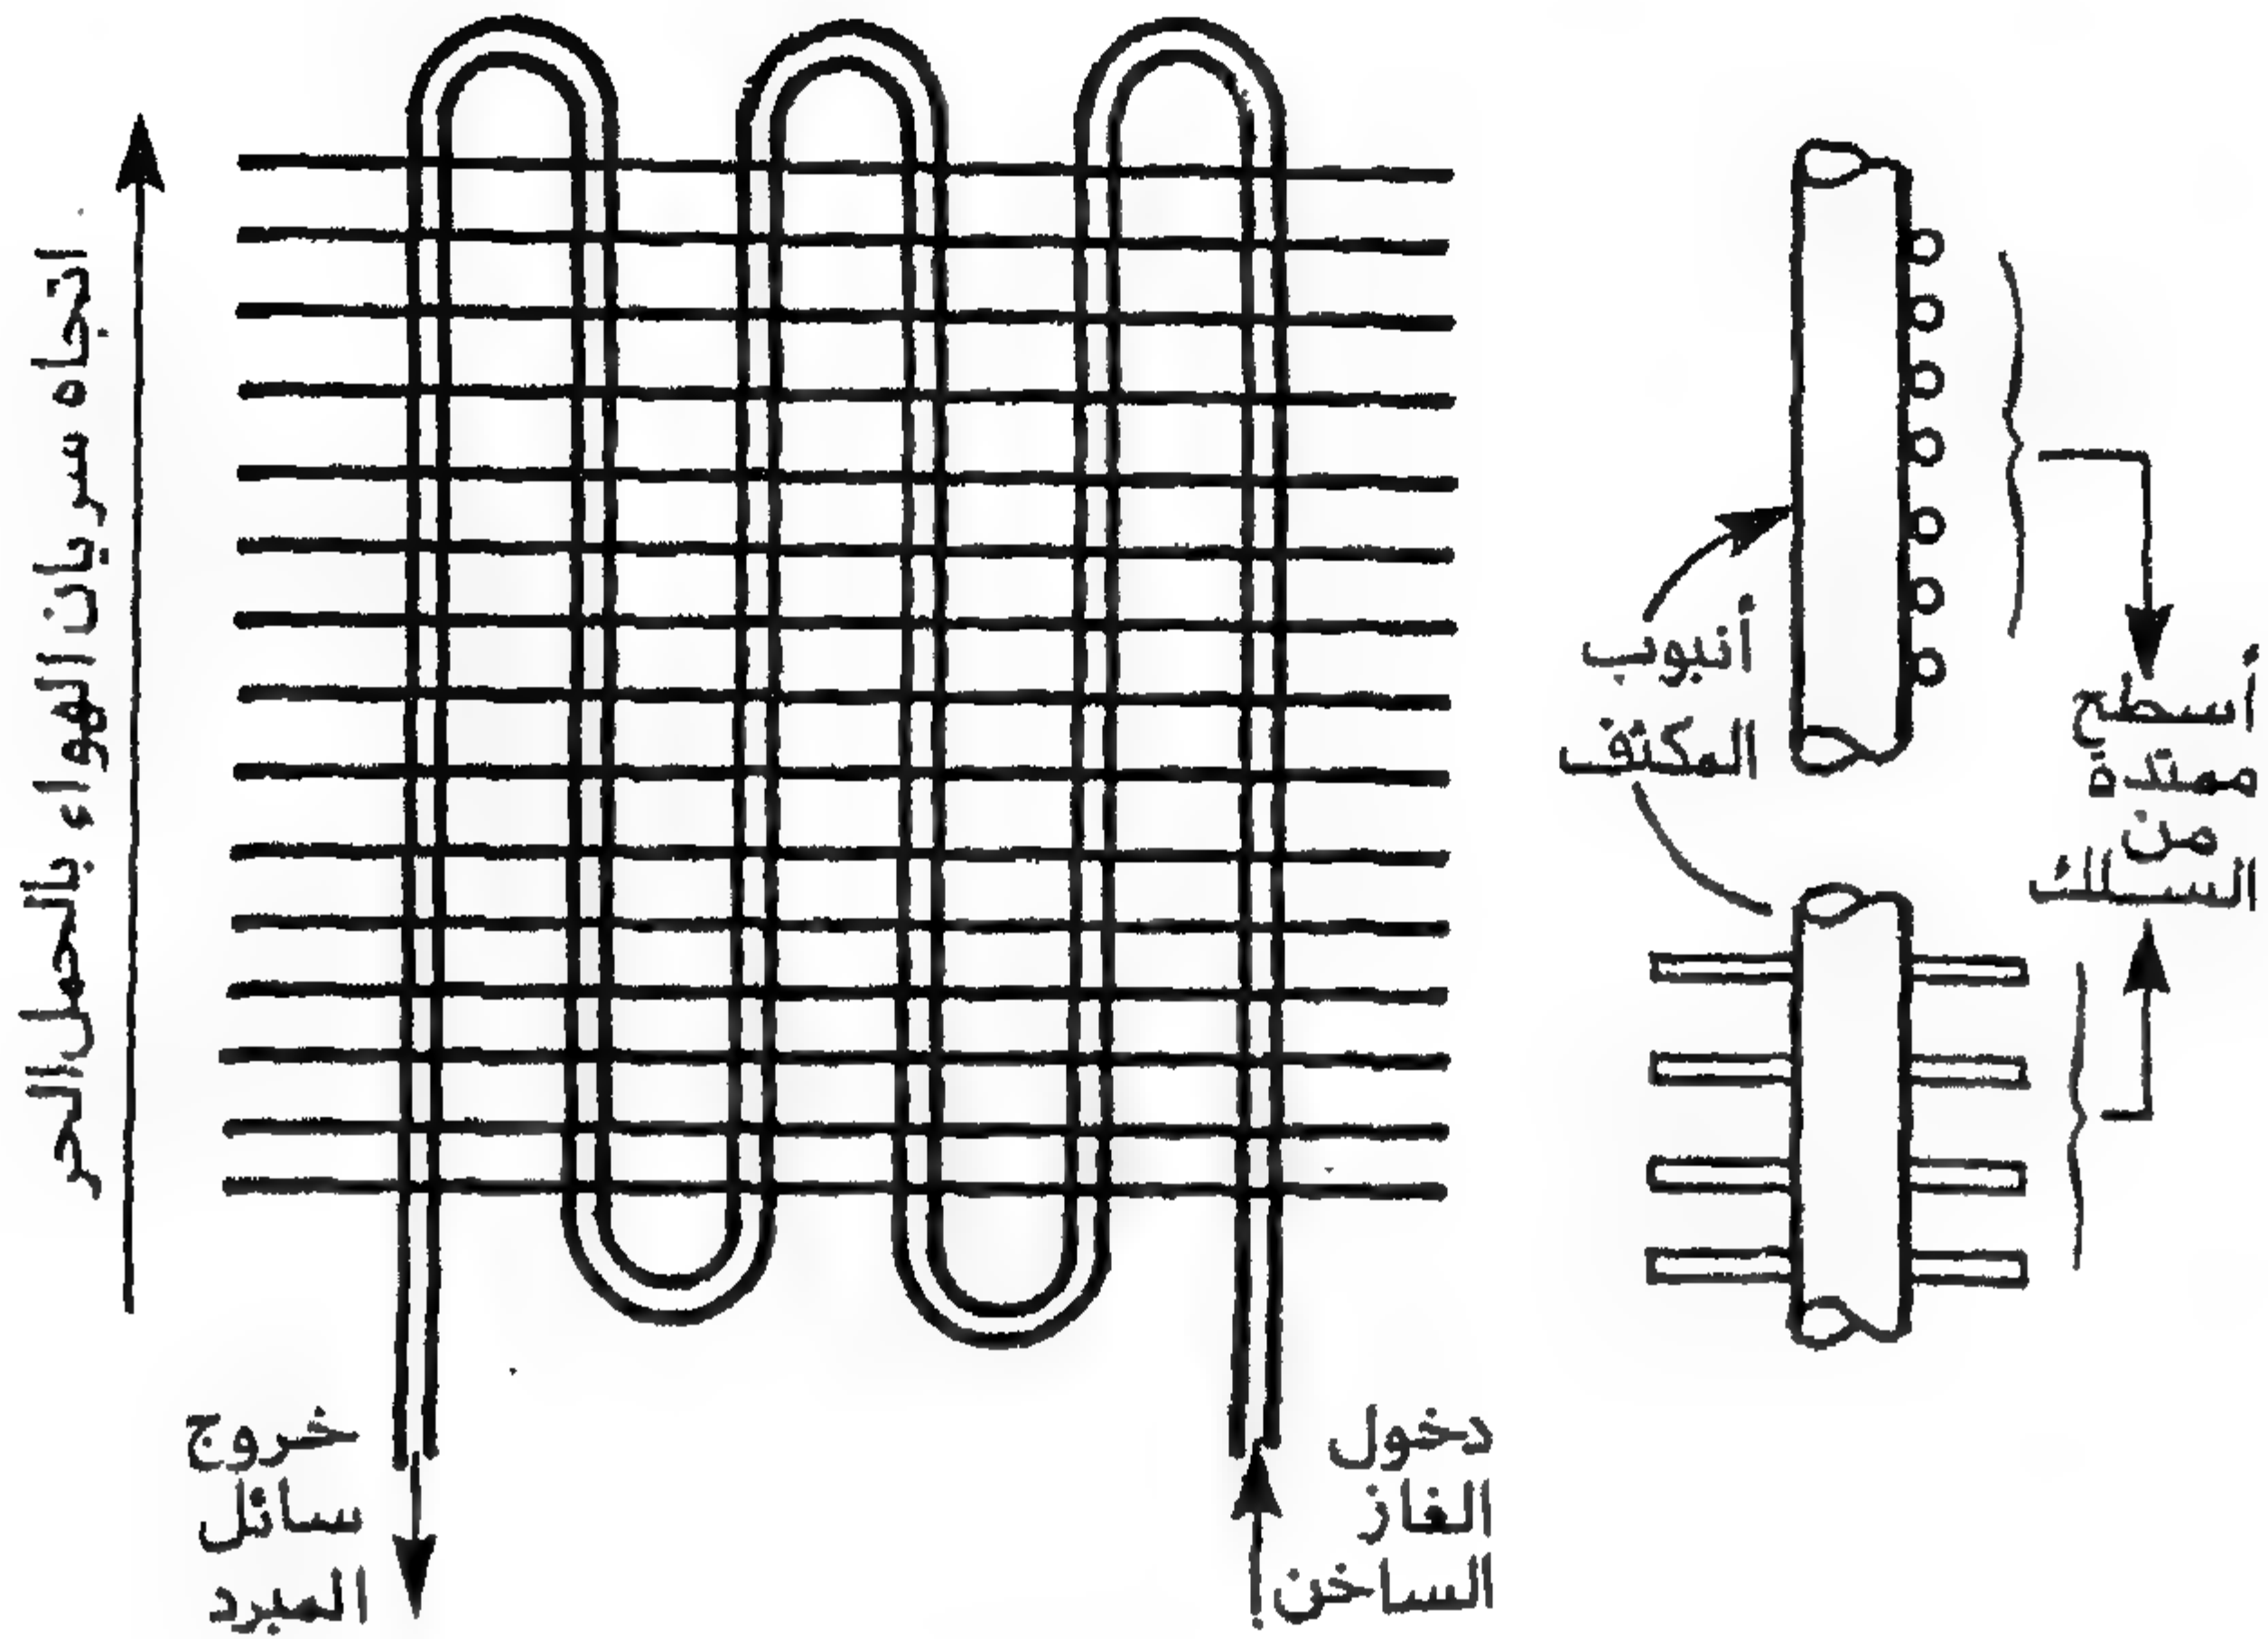 اتجاه سريان الهواء بالحمل الحر
أنبوب
المكثف
أسطح
ممتدة
من
السلك
خروج
سائل
المبرد
دخول
الغاز
الساخن